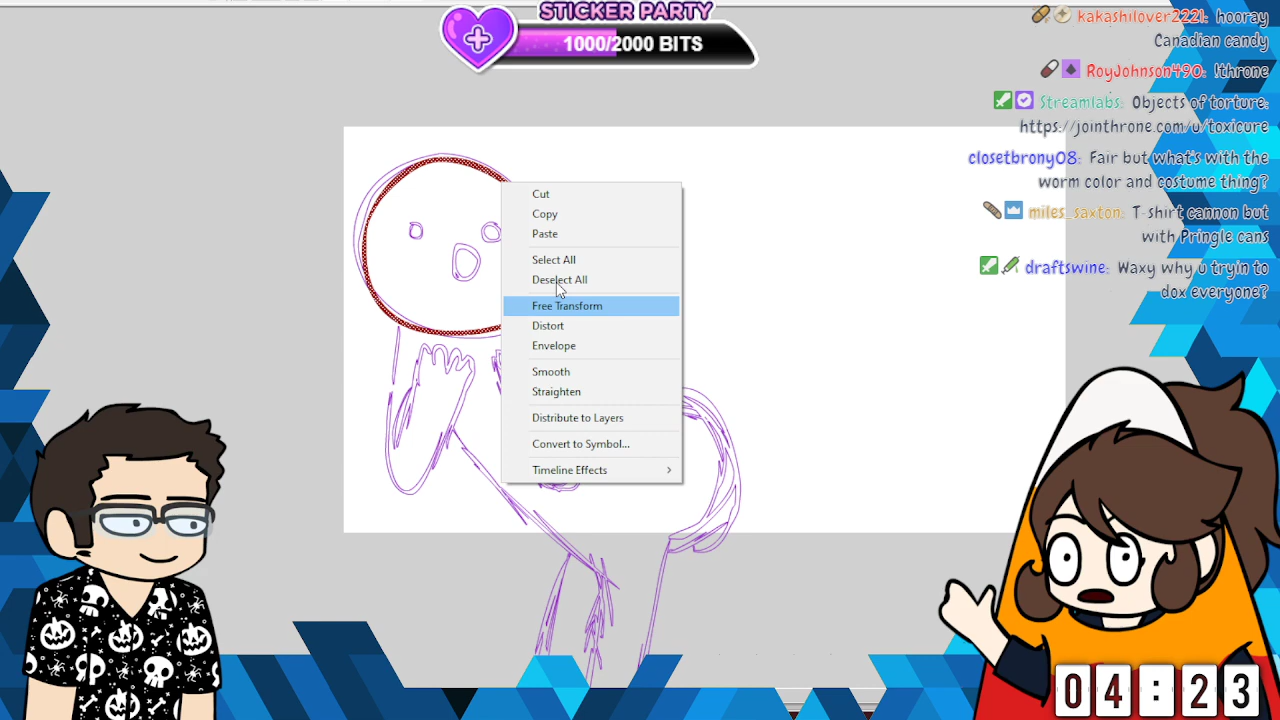 STICKER PARTY
1000/2000 BITS
kakashilover2221: hooray
Canadian candy
RoyJohnson490: !throne
Streamlabs: Objects of torture:
https://jointhrone.com/u/toxicure
closetbrony08: Fair but what's with the
worm color and costume thing?
miles_saxton: T-shirt cannon but
with Pringle cans
draftswine: Waxy why u tryin to
dox everyone?
Cut
Copy
Paste
Select All
Deselect All
Free Transform
Distort
Envelope
Smooth
Straighten
Distribute to Layers
Convert to Symbol...
Timeline Effects
04:23